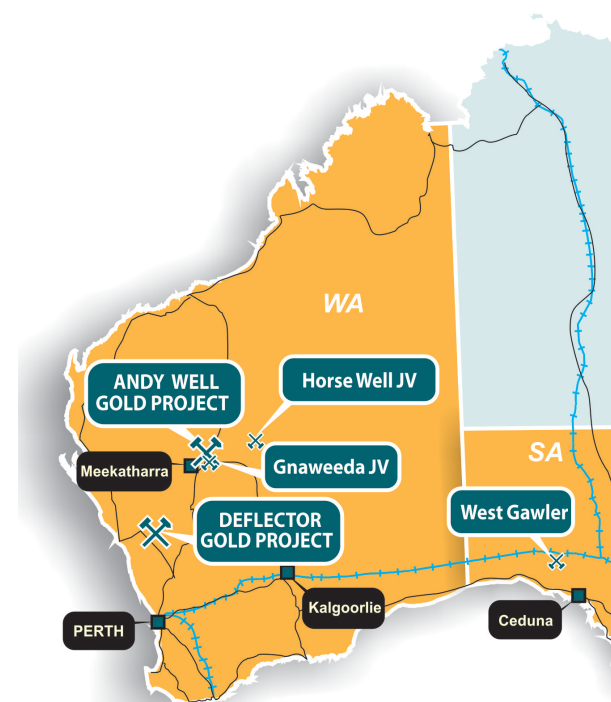 WA
ANDY WELL
GOLD PROJECT
Horse Well JV
Meekatharra
Gnaweeda JV
SA
DEFLECTOR
GOLD PROJECT
West Gawler
Kalgoorlie
Ceduna
PERTH